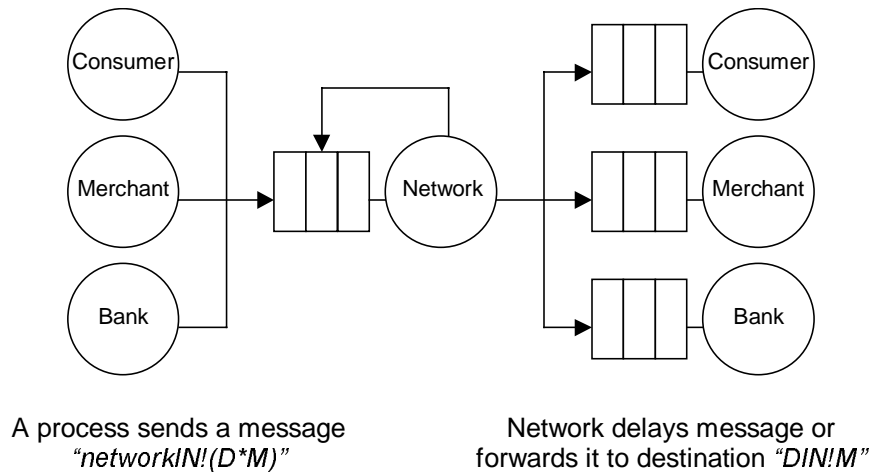 Consumer
Consumer
Merchant
Network
Merchant
Bank
Bank
A process sends a message
“networkIN!(D*M)”
Network delays message or
forwards it to destination “DIN!M”